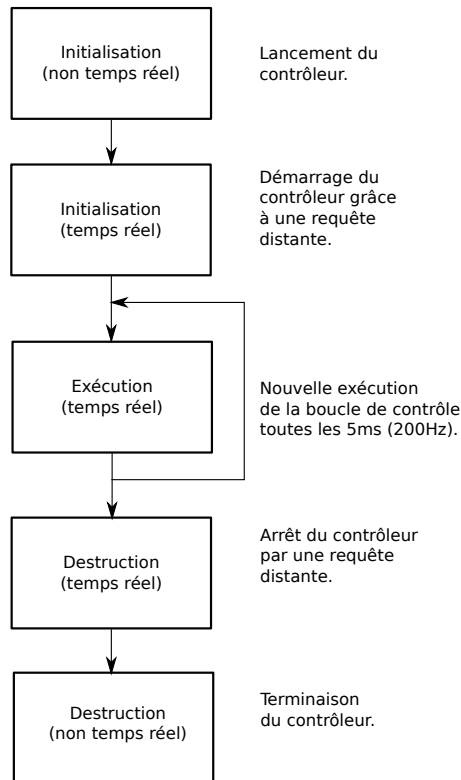 Initialisation
(non temps réel)
Lancement du
contrôleur.
Initialisation
(temps réel)
Démarrage du
contrôleur grâce
à une requête
distante.
Exécution
(temps réel)
Nouvelle exécution
de la boucle de contrôle
toutes les 5ms (200Hz).
Destruction
(temps réel)
Arrêt du contrôleur
par une requête
distante.
Destruction
(non temps réel)
Terminaison
du contrôleur.